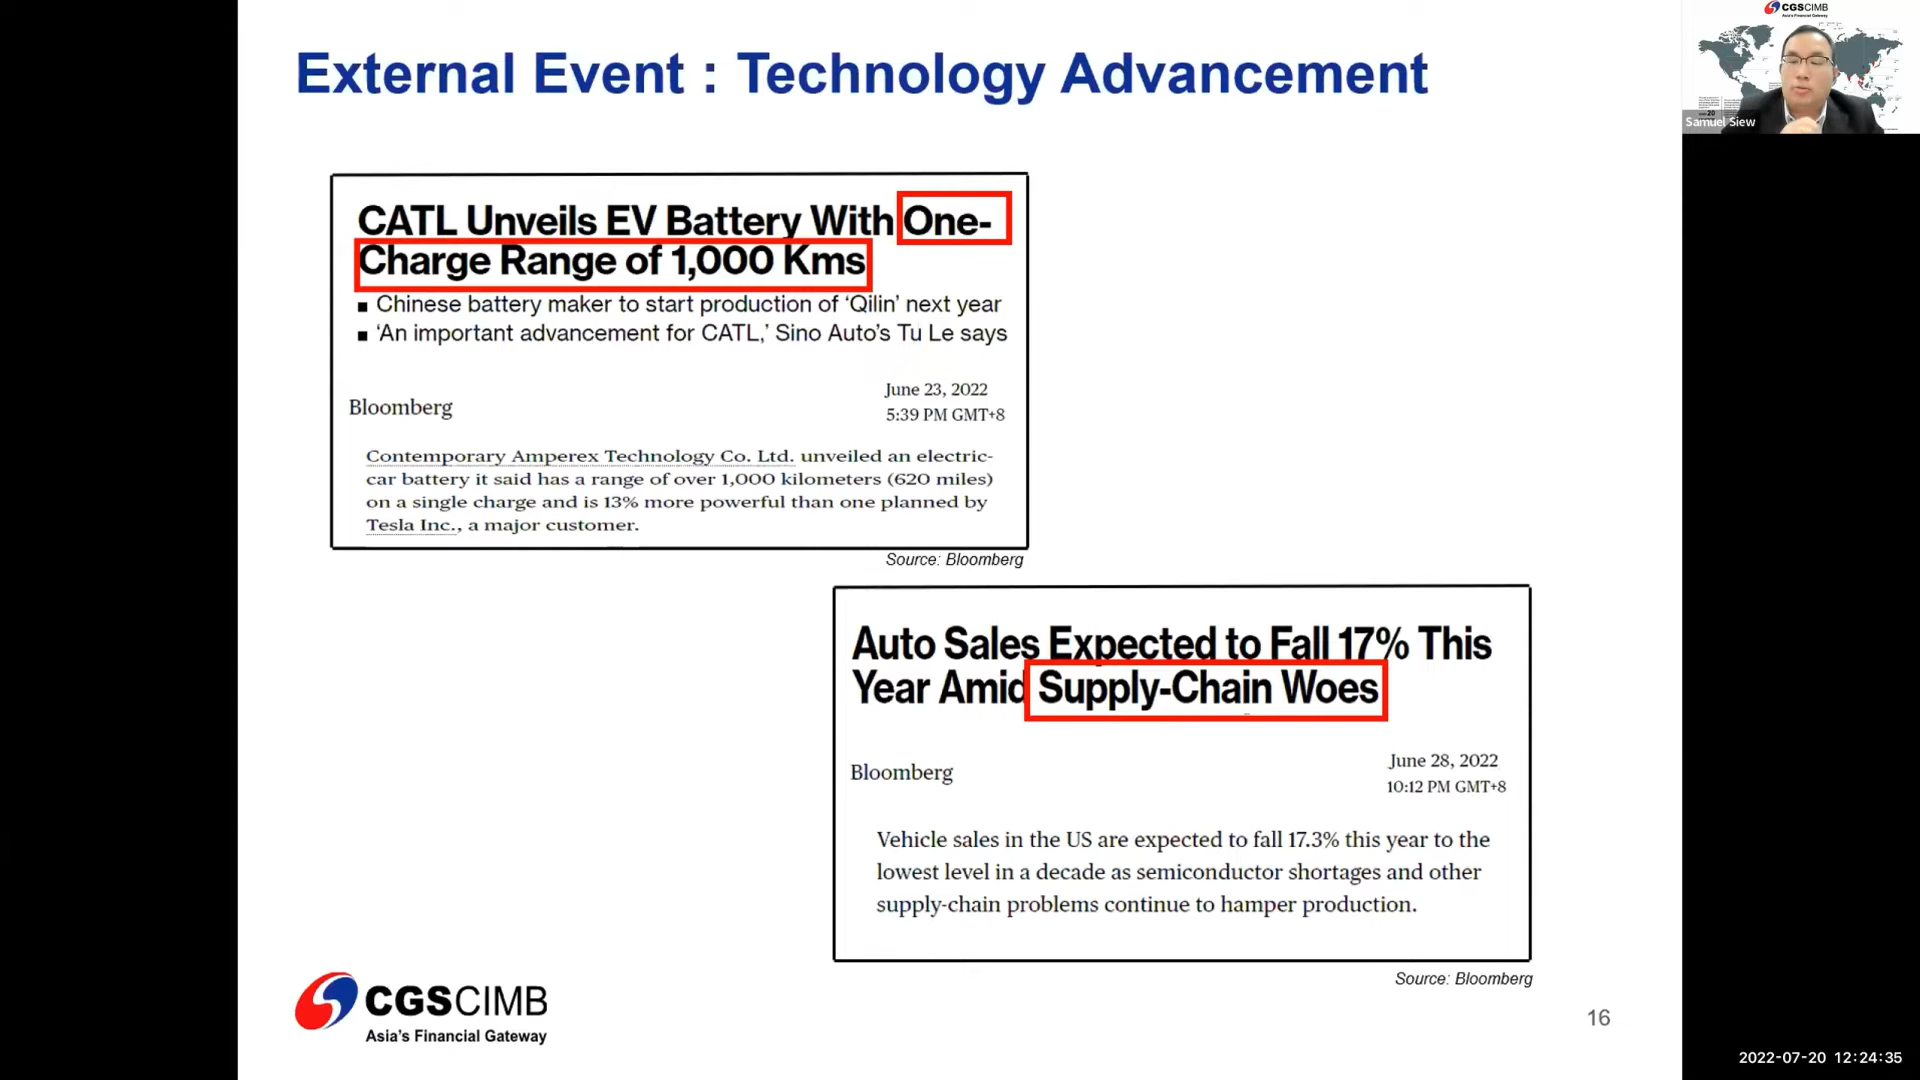 External Event : Technology Advancement
CGSCIMB
Asia's Financial Gateway
Samuel Siew
CATL Unveils EV Battery With One-
Charge Range of 1,000 Kms
▪ Chinese battery maker to start production of ‘Qilin’ next year
▪ ‘An important advancement for CATL,’ Sino Auto’s Tu Le says
Bloomberg
June 23, 2022
5:39 PM GMT+8
Contemporary Amperex Technology Co. Ltd. unveiled an electric-
car battery it said has a range of over 1,000 kilometers (620 miles)
on a single charge and is 13% more powerful than one planned by
Tesla Inc., a major customer.
Source: Bloomberg
Auto Sales Expected to Fall 17% This
Year Amid Supply-Chain Woes
Bloomberg
June 28, 2022
10:12 PM GMT+8
Vehicle sales in the US are expected to fall 17.3% this year to the
lowest level in a decade as semiconductor shortages and other
supply-chain problems continue to hamper production.
Source: Bloomberg
CGSCIMB
Asia's Financial Gateway
16
2022-07-20 12:24:35